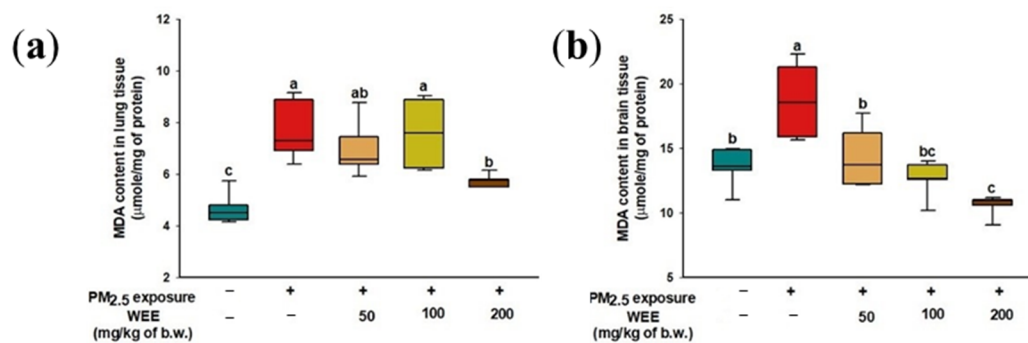 (a)
MDA content in lung tissue
(μmole/mg of protein)
12
10
8
6
4
2
c
a
ab
a
b
PM2.5 exposure – + + + +
WEE – – 50 100 200
(mg/kg of b.w.)
(b)
MDA content in brain tissue
(μmole/mg of protein)
25
20
15
10
5
b
a
b
bc
c
PM2.5 exposure – + + + +
WEE – – 50 100 200
(mg/kg of b.w.)